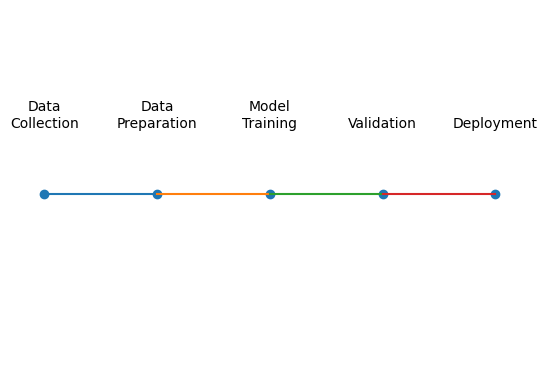 Data
Collection
Data
Preparation
Model
Training
Validation
Deployment